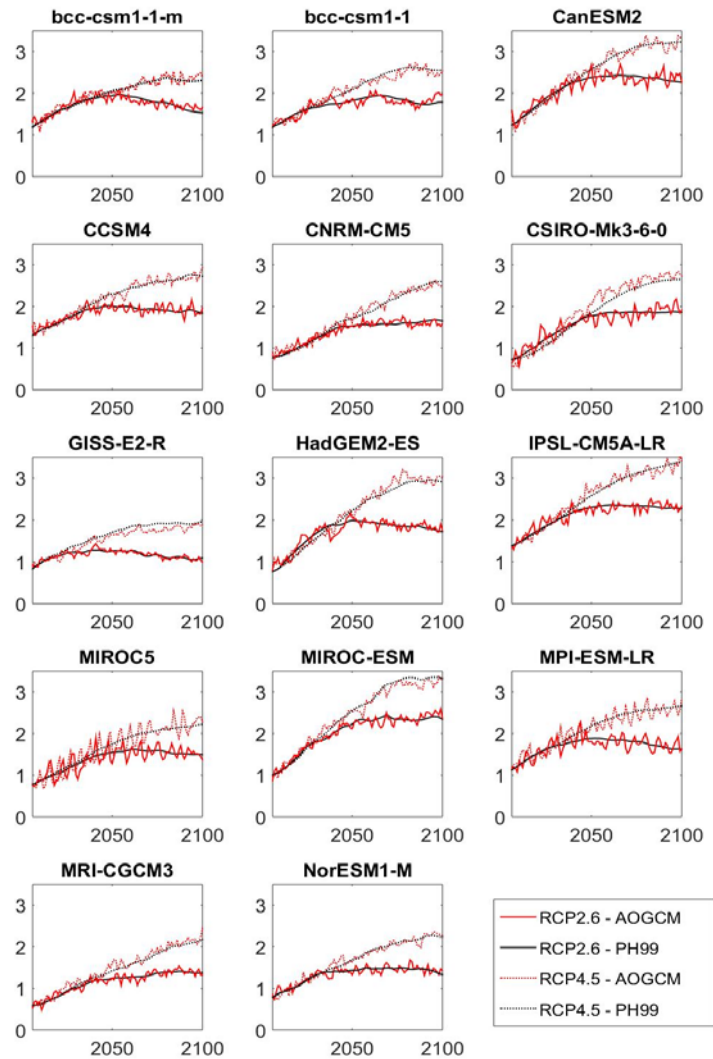 bcc-csm1-1-m bcc-csm1-1 CanESM2
3 3 3
2 2 2
1 1 1
0 0 0
2050 2100 2050 2100 2050 2100
CCSM4 CNRM-CM5 CSIRO-Mk3-6-0
3 3 3
2 2 2
1 1 1
0 0 0
2050 2100 2050 2100 2050 2100
GISS-E2-R HadGEM2-ES IPSL-CM5A-LR
3 3 3
2 2 2
1 1 1
0 0 0
2050 2100 2050 2100 2050 2100
MIROC5 MIROC-ESM MPI-ESM-LR
3 3 3
2 2 2
1 1 1
0 0 0
2050 2100 2050 2100 2050 2100
MRI-CGCM3 NorESM1-M
3 3
2 2
1 1
0 0
2050 2100 2050 2100
RCP2.6 - AOGCM
RCP2.6 - PH99
RCP4.5 - AOGCM
RCP4.5 - PH99